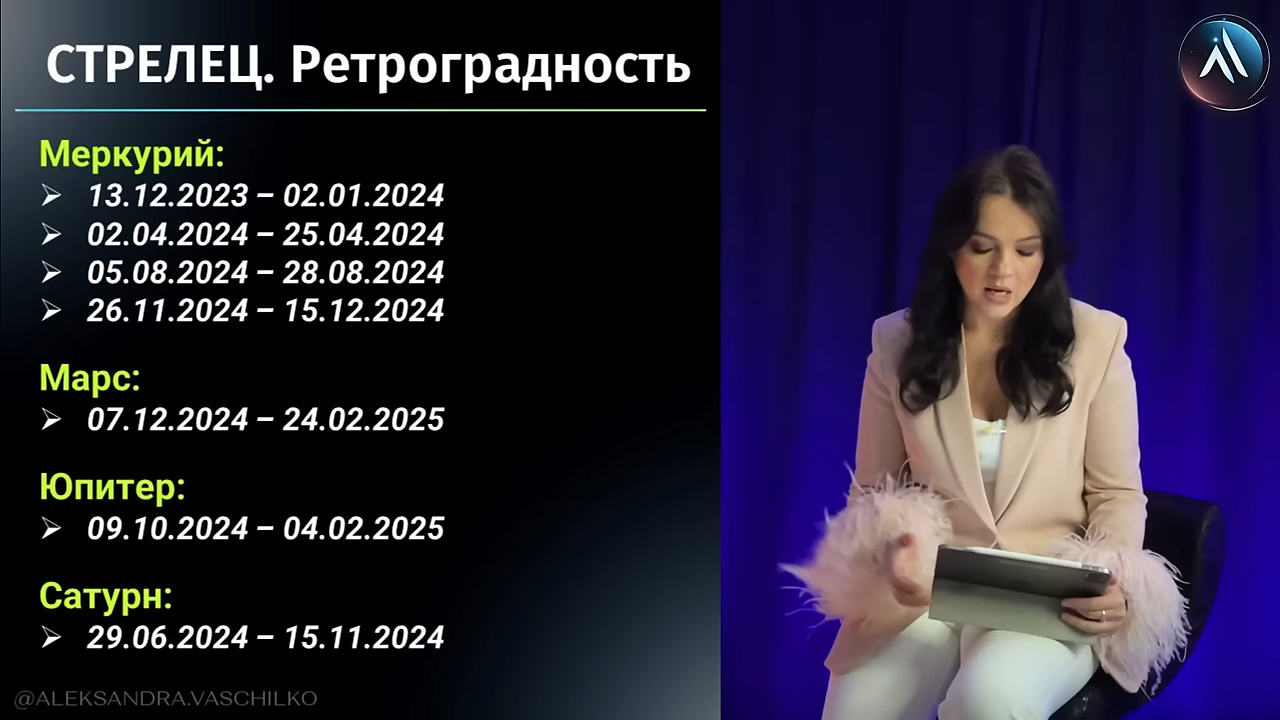 СТРЕЛЕЦ. Ретроградность
Меркурий:
➢ 13.12.2023 – 02.01.2024
➢ 02.04.2024 – 25.04.2024
➢ 05.08.2024 – 28.08.2024
➢ 26.11.2024 – 15.12.2024
Марс:
➢ 07.12.2024 – 24.02.2025
Юпитер:
➢ 09.10.2024 – 04.02.2025
Сатурн:
➢ 29.06.2024 – 15.11.2024
@ALEKSANDRA.VASCHILKO